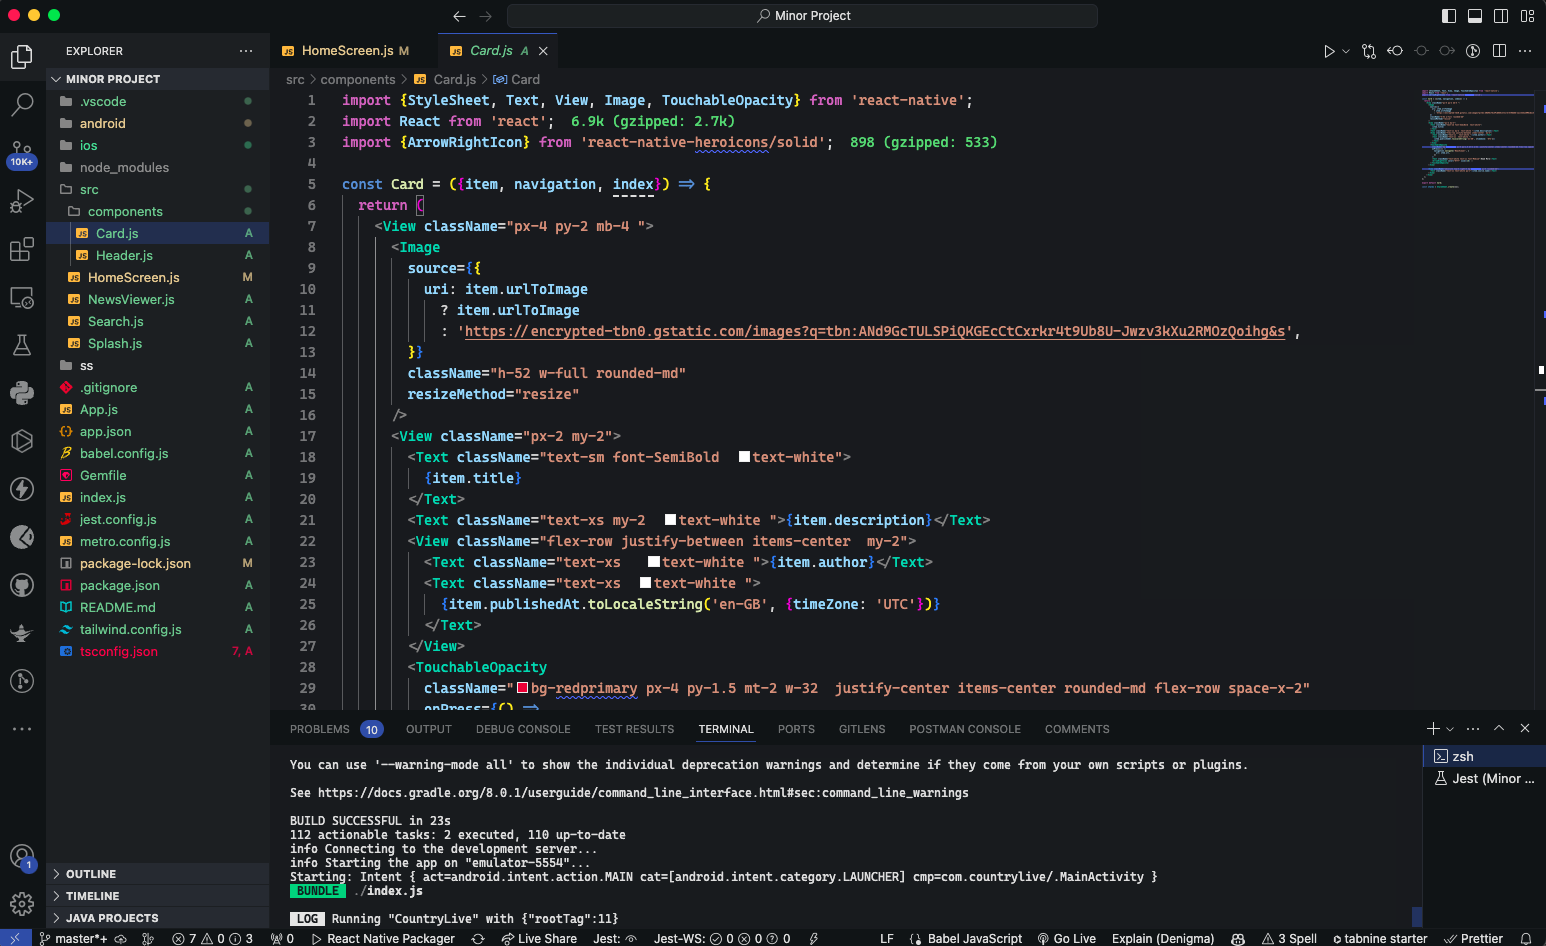 Minor Project
EXPLORER
MINOR PROJECT
.vscode
android
ios
node_modules
src
components
JS Card.js A
JS Header.js A
JS HomeScreen.js M
JS NewsViewer.js A
JS Search.js A
JS Splash.js A
ss
.gitignore A
JS App.js A
app.json A
babel.config.js A
Gemfile A
JS index.js A
jest.config.js A
JS metro.config.js A
package-lock.json M
package.json A
README.md A
tailwind.config.js A
tsconfig.json 7, A
OUTLINE
TIMELINE
JAVA PROJECTS
10K+
1
JS HomeScreen.js M
JS Card.js A
src > components > JS Card.js > Card
1 import {StyleSheet, Text, View, Image, TouchableOpacity} from 'react-native';
2 import React from 'react'; 6.9k (gzipped: 2.7k)
3 import {ArrowRightIcon} from 'react-native-heroicons/solid'; 898 (gzipped: 533)
4
5 const Card = ({item, navigation, index}) => {
6 return (
7 <View className="px-4 py-2 mb-4 ">
8 <Image
9 source={{
10 uri: item.urlToImage
11 ? item.urlToImage
12 : 'https://encrypted-tbn0.gstatic.com/images?q=tbn:ANd9GcTULSPiQKGEcCtCxrkr4t9Ub8U-Jwzv3kXu2RMOzQoihg&s',
13 }}
14 className="h-52 w-full rounded-md"
15 resizeMethod="resize"
16 />
17 <View className="px-2 my-2">
18 <Text className="text-sm font-SemiBold text-white">
19 {item.title}
20 </Text>
21 <Text className="text-xs my-2 text-white ">{item.description}</Text>
22 <View className="flex-row justify-between items-center my-2">
23 <Text className="text-xs text-white ">{item.author}</Text>
24 <Text className="text-xs text-white ">
25 {item.publishedAt.toLocaleString('en-GB', {timeZone: 'UTC'})}
26 </Text>
27 </View>
28 <TouchableOpacity
29 className="bg-redprimary px-4 py-1.5 mt-2 w-32 justify-center items-center rounded-md flex-row space-x-2"
30 onPress={() =>
PROBLEMS 10 OUTPUT DEBUG CONSOLE TEST RESULTS TERMINAL PORTS GITLENS POSTMAN CONSOLE COMMENTS
You can use '--warning-mode all' to show the individual deprecation warnings and determine if they come from your own scripts or plugins.
See https://docs.gradle.org/8.0.1/userguide/command_line_interface.html#sec:command_line_warnings
BUILD SUCCESSFUL in 23s
112 actionable tasks: 2 executed, 110 up-to-date
info Connecting to the development server...
info Starting the app on "emulator-5554"...
Starting: Intent { act=android.intent.action.MAIN cat=[android.intent.category.LAUNCHER] cmp=com.countrylive/.MainActivity }
BUNDLE ./index.js
LOG Running "CountryLive" with {"rootTag":11}
zsh
Jest (Minor ...
master*+ 7 0 3 0 React Native Packager Live Share Jest: Jest-WS: 0 0 0 LF Babel JavaScript Go Live Explain (Denigma) 3 Spell tabnine starter Prettier